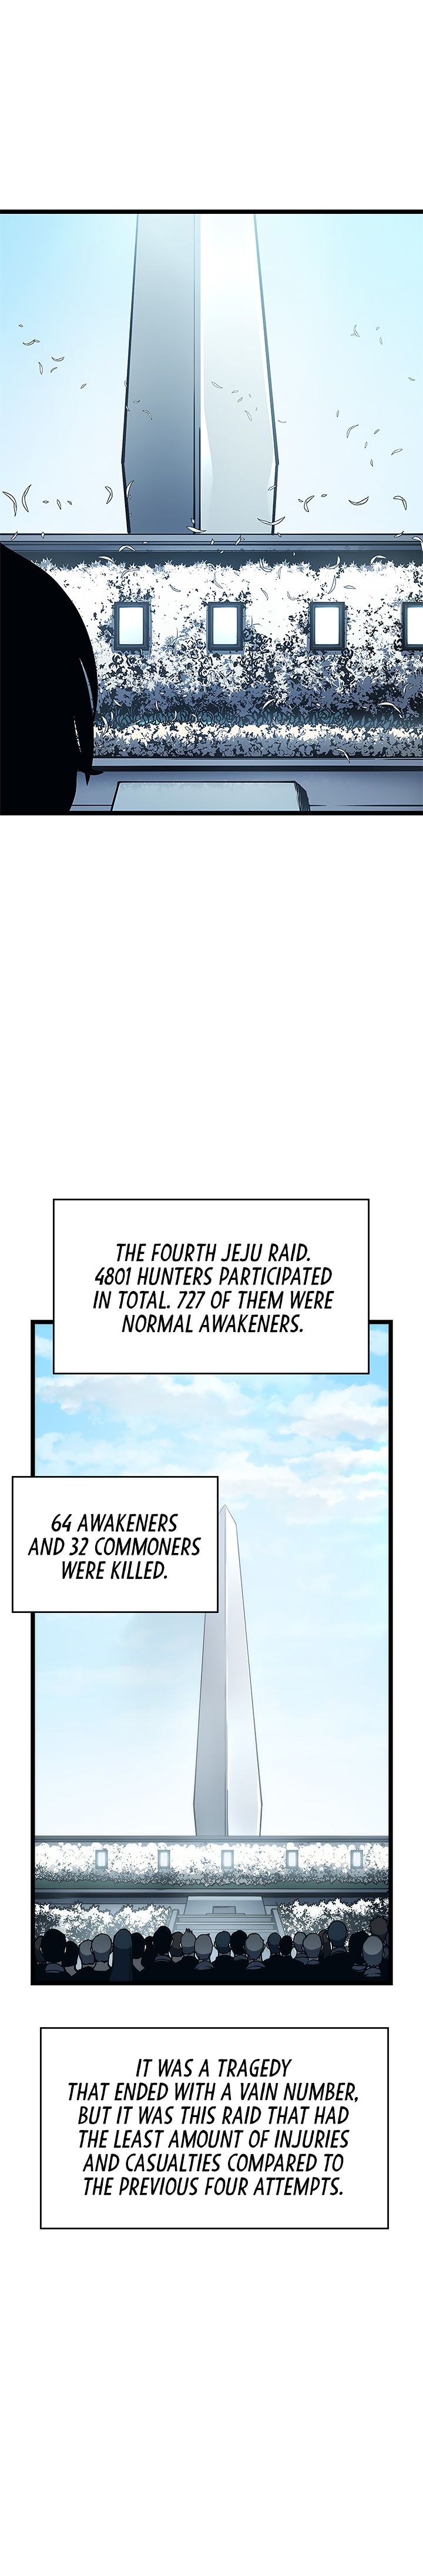 THE FOURTH JEJU RAID.
4801 HUNTERS PARTICIPATED
IN TOTAL. 727 OF THEM WERE
NORMAL AWAKENERS.
64 AWAKENERS
AND 32 COMMONERS
WERE KILLED.
IT WAS A TRAGEDY
THAT ENDED WITH A VAIN NUMBER,
BUT IT WAS THIS RAID THAT HAD
THE LEAST AMOUNT OF INJURIES
AND CASUALTIES COMPARED TO
THE PREVIOUS FOUR ATTEMPTS.